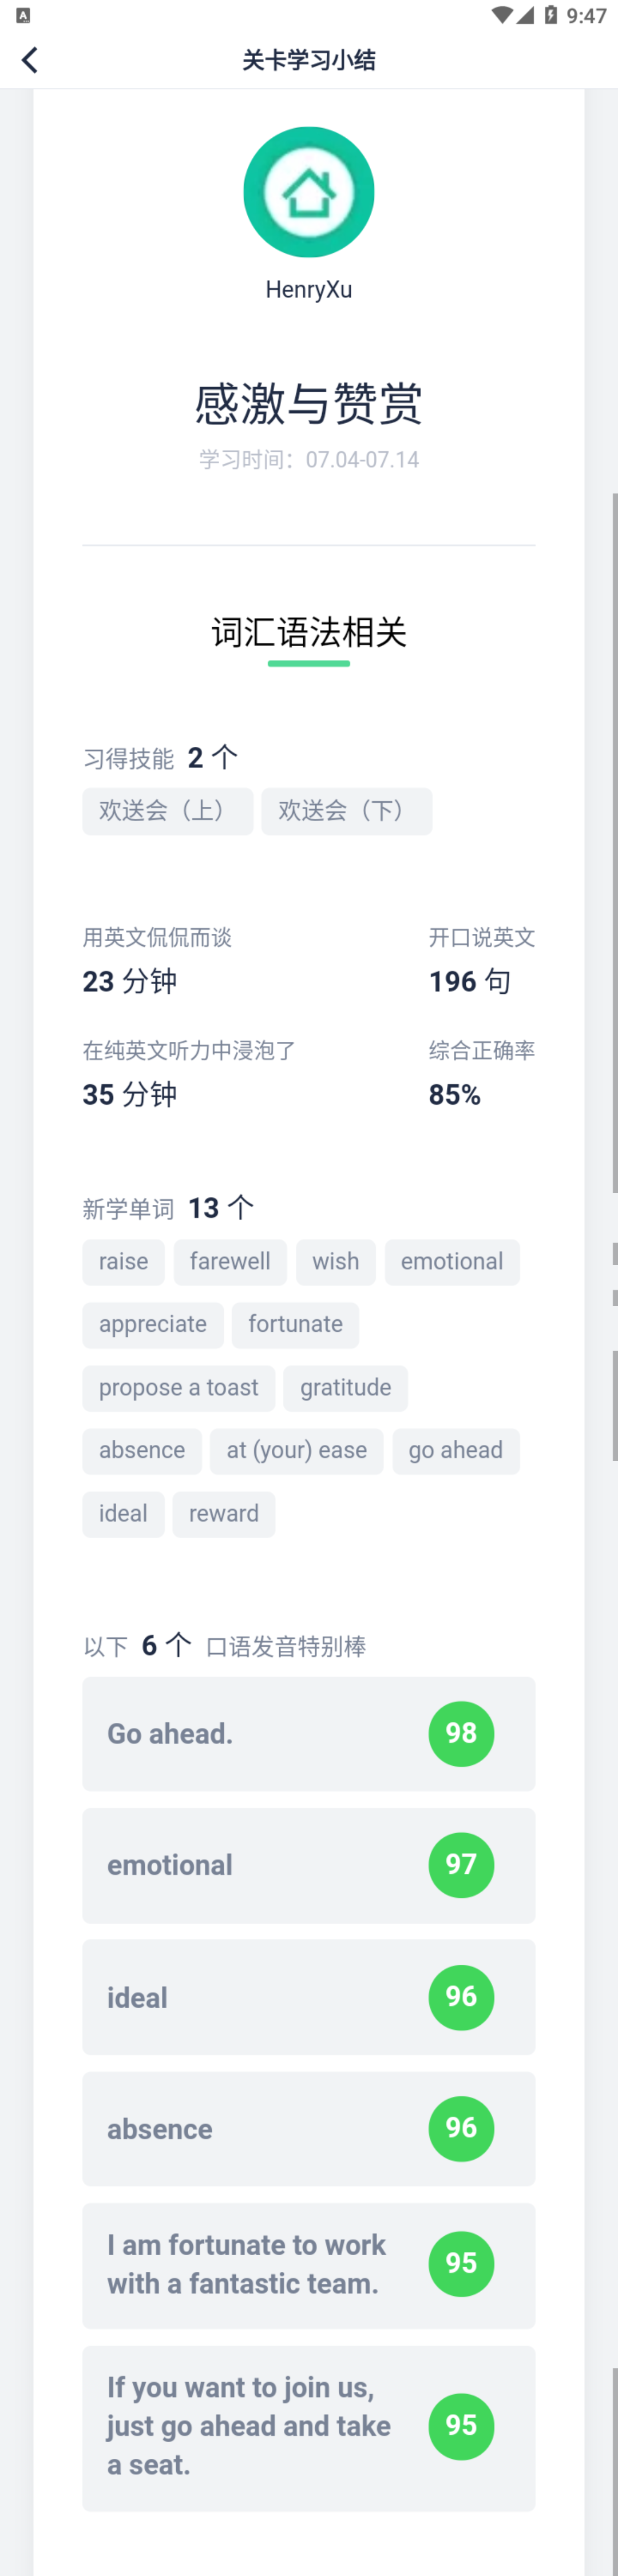 A
9:47
关卡学习小结
HenryXu
感激与赞赏
学习时间：07.04-07.14
词汇语法相关
习得技能 2 个
欢送会（上） 欢送会（下）
用英文侃侃而谈 开口说英文
23 分钟 196 句
在纯英文听力中浸泡了 综合正确率
35 分钟 85%
新学单词 13 个
raise farewell wish emotional
appreciate fortunate
propose a toast gratitude
absence at (your) ease go ahead
ideal reward
以下 6 个 口语发音特别棒
Go ahead. 98
emotional 97
ideal 96
absence 96
I am fortunate to work
with a fantastic team. 95
If you want to join us,
just go ahead and take 95
a seat.